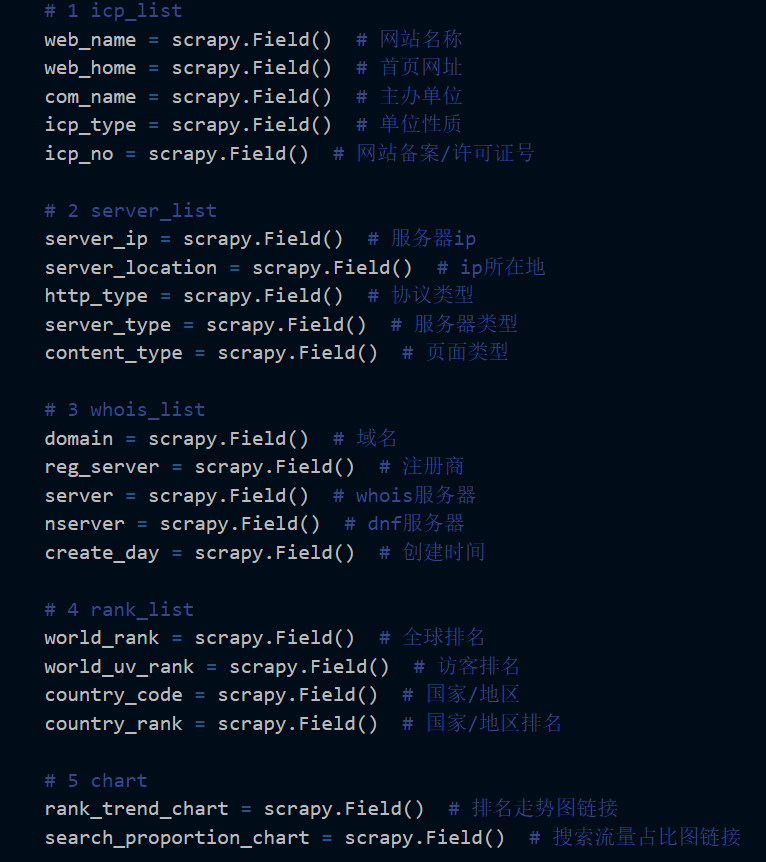 # 1 icp_list
web_name = scrapy.Field()  # 网站名称
web_home = scrapy.Field()  # 首页网址
com_name = scrapy.Field()  # 主办单位
icp_type = scrapy.Field()  # 单位性质
icp_no = scrapy.Field()  # 网站备案/许可证号
# 2 server_list
server_ip = scrapy.Field()  # 服务器ip
server_location = scrapy.Field()  # ip所在地
http_type = scrapy.Field()  # 协议类型
server_type = scrapy.Field()  # 服务器类型
content_type = scrapy.Field()  # 页面类型
# 3 whois_list
domain = scrapy.Field()  # 域名
reg_server = scrapy.Field()  # 注册商
server = scrapy.Field()  # whois服务器
nserver = scrapy.Field()  # dnf服务器
create_day = scrapy.Field()  # 创建时间
# 4 rank_list
world_rank = scrapy.Field()  # 全球排名
world_uv_rank = scrapy.Field()  # 访客排名
country_code = scrapy.Field()  # 国家/地区
country_rank = scrapy.Field()  # 国家/地区排名
# 5 chart
rank_trend_chart = scrapy.Field()  # 排名走势图链接
search_proportion_chart = scrapy.Field()  # 搜索流量占比图链接